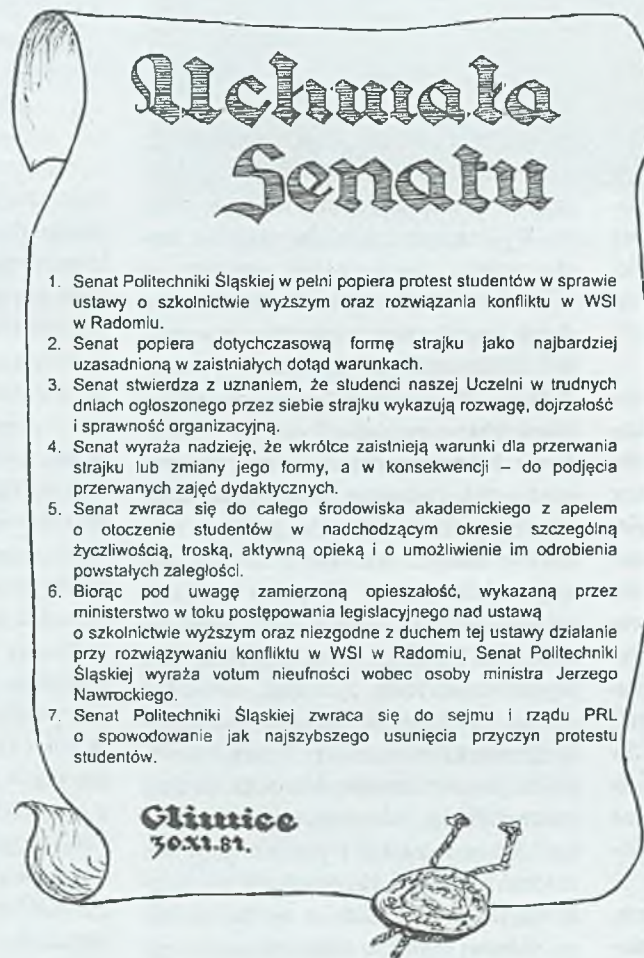 Uchwała
Senatu
1. Senat Politechniki Śląskiej w pełni popiera protest studentów w sprawie
ustawy o szkolnictwie wyższym oraz rozwiązania konfliktu w WSI
w Radomiu.
2. Senat popiera dotychczasową formę strajku jako najbardziej
uzasadnioną w zaistniałych dotąd warunkach.
3. Senat stwierdza z uznaniem, że studenci naszej Uczelni w trudnych
dniach ogłoszonego przez siebie strajku wykazują rozwagę, dojrzałość
i sprawność organizacyjną.
4. Senat wyraża nadzieję, że wkrótce zaistnieją warunki dla przerwania
strajku lub zmiany jego formy, a w konsekwencji – do podjęcia
przerwanych zajęć dydaktycznych.
5. Senat zwraca się do całego środowiska akademickiego z apelem
o otoczenie studentów w nadchodzącym okresie szczególną
życzliwością, troską, aktywną opieką i o umożliwienie im odrobienia
powstałych zaległości.
6. Biorąc pod uwagę zamierzoną opieszałość, wykazaną przez
ministerstwo w toku postępowania legislacyjnego nad ustawą
o szkolnictwie wyższym oraz niezgodne z duchem tej ustawy działanie
przy rozwiązywaniu konfliktu w WSI w Radomiu, Senat Politechniki
Śląskiej wyraża votum nieufności wobec osoby ministra Jerzego
Nawrockiego.
7. Senat Politechniki Śląskiej zwraca się do sejmu i rządu PRL
o spowodowanie jak najszybszego usunięcia przyczyn protestu
studentów.
Gliwice
30.XI.81.